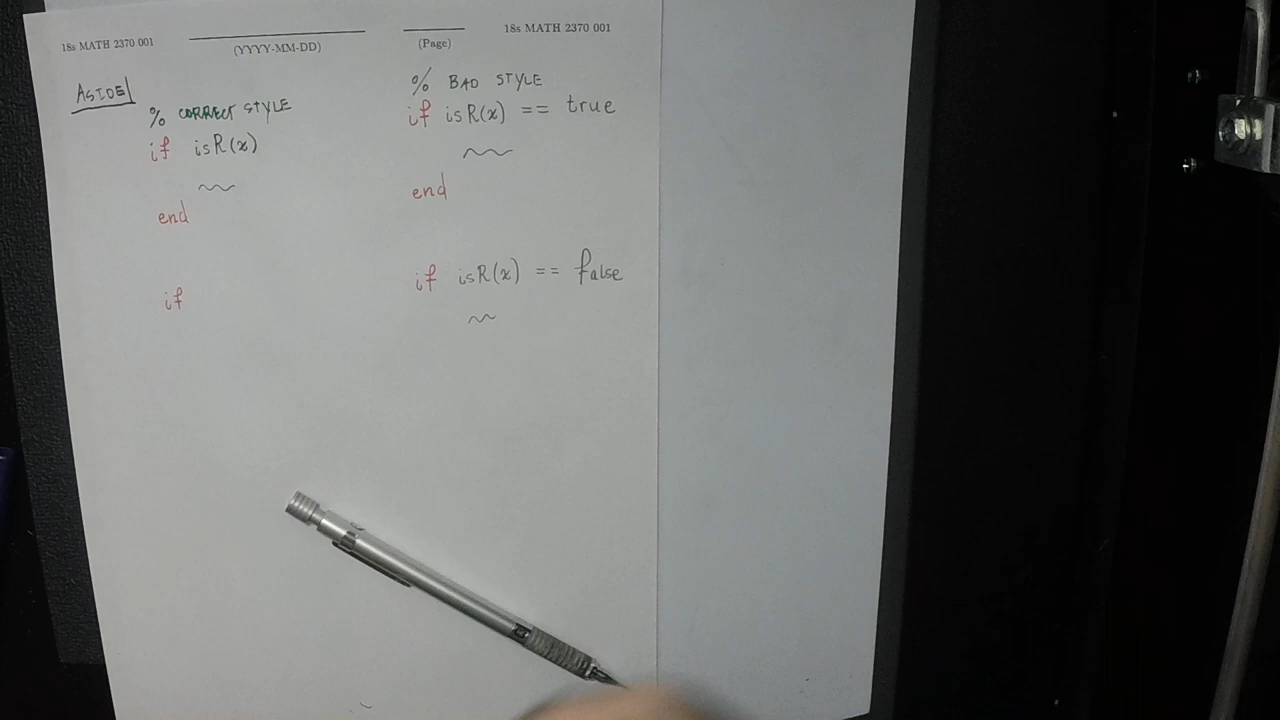 18s MATH 2370 001
(YYYY-MM-DD)
(Page)
18s MATH 2370 001
ASIDE
% CORRECT STYLE
if isR(x)
end
if
% BAD STYLE
if isR(x) == true
end
if isR(x) == false